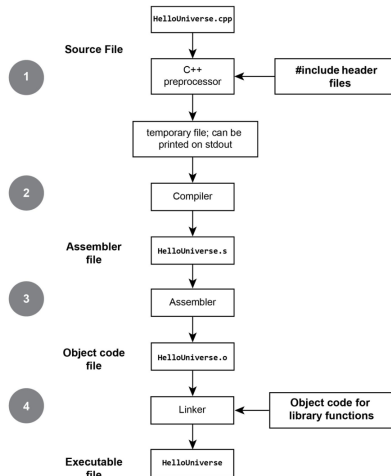 HelloUniverse.cpp
Source File
1
C++
preprocessor
#include header
files
temporary file; can be
printed on stdout
2
Compiler
Assembler
file
HelloUniverse.s
3
Assembler
Object code
file
HelloUniverse.o
4
Linker
Object code for
library functions
Executable
file
HelloUniverse